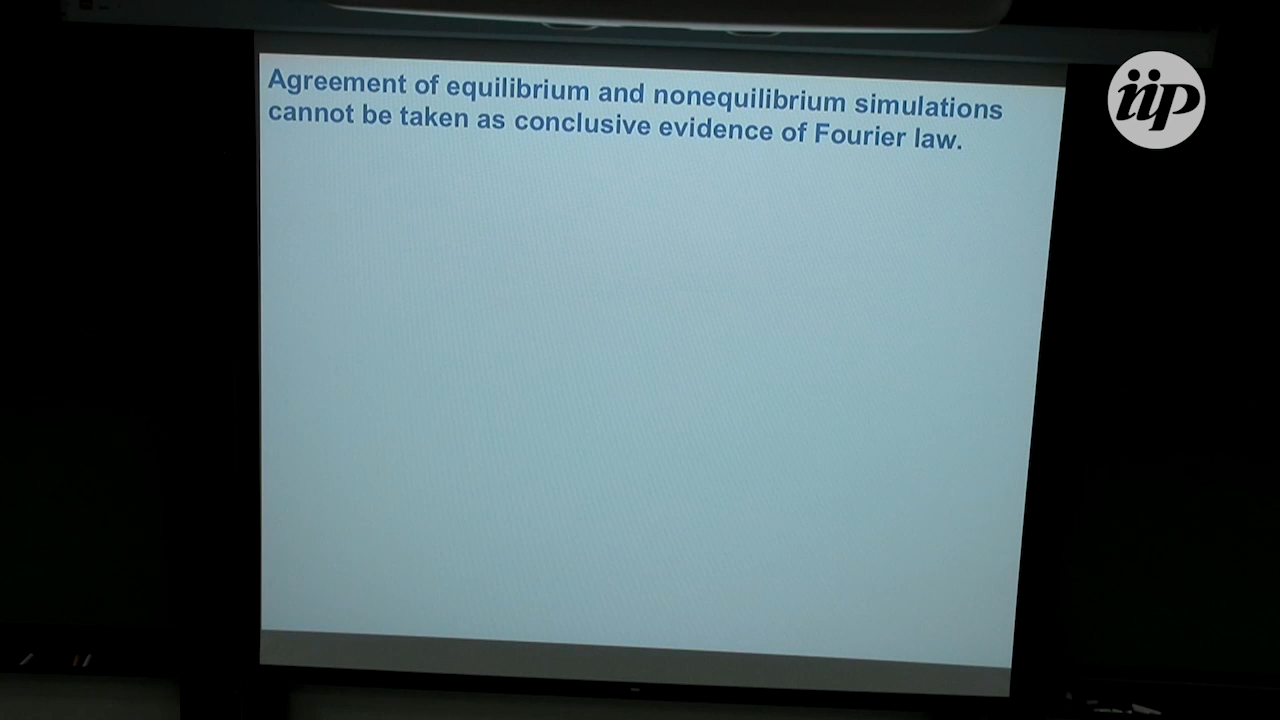 Agreement of equilibrium and nonequilibrium simulations
cannot be taken as conclusive evidence of Fourier law.
iip